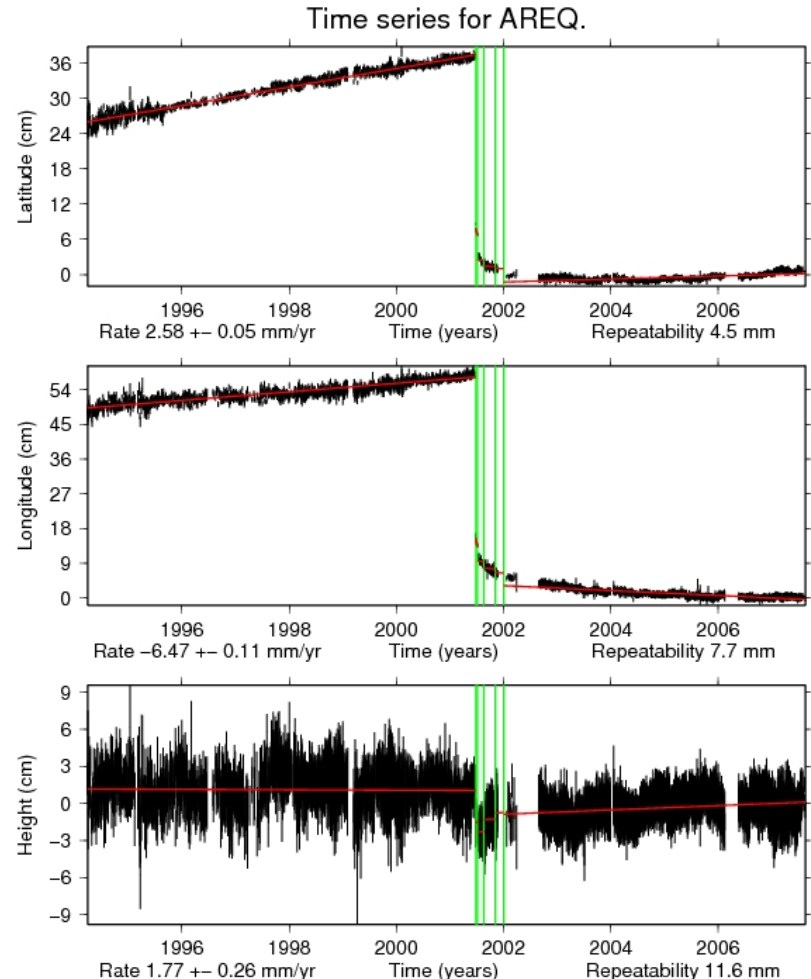 Time series for AREQ.
36
30
24
18
12
6
0
Latitude (cm)
1996 1998 2000 2002 2004 2006
Rate 2.58 +− 0.05 mm/yr Time (years) Repeatability 4.5 mm
54
45
36
27
18
9
0
Longitude (cm)
1996 1998 2000 2002 2004 2006
Rate −6.47 +− 0.11 mm/yr Time (years) Repeatability 7.7 mm
9
6
3
0
−3
−6
−9
Height (cm)
1996 1998 2000 2002 2004 2006
Rate 1.77 +− 0.26 mm/yr Time (years) Repeatability 11.6 mm